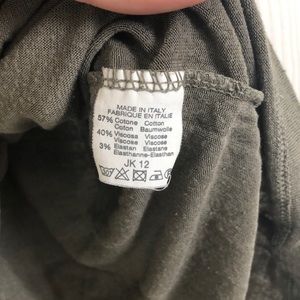 MADE IN ITALY
FABRIQUE EN ITALIE
57% Cotone Cotton
Coton Baumwolle
40% Viscosa Viscose
Viscosa Viscose
3% Elastan Elastane
Elasthanne-Elasthan
JK 12